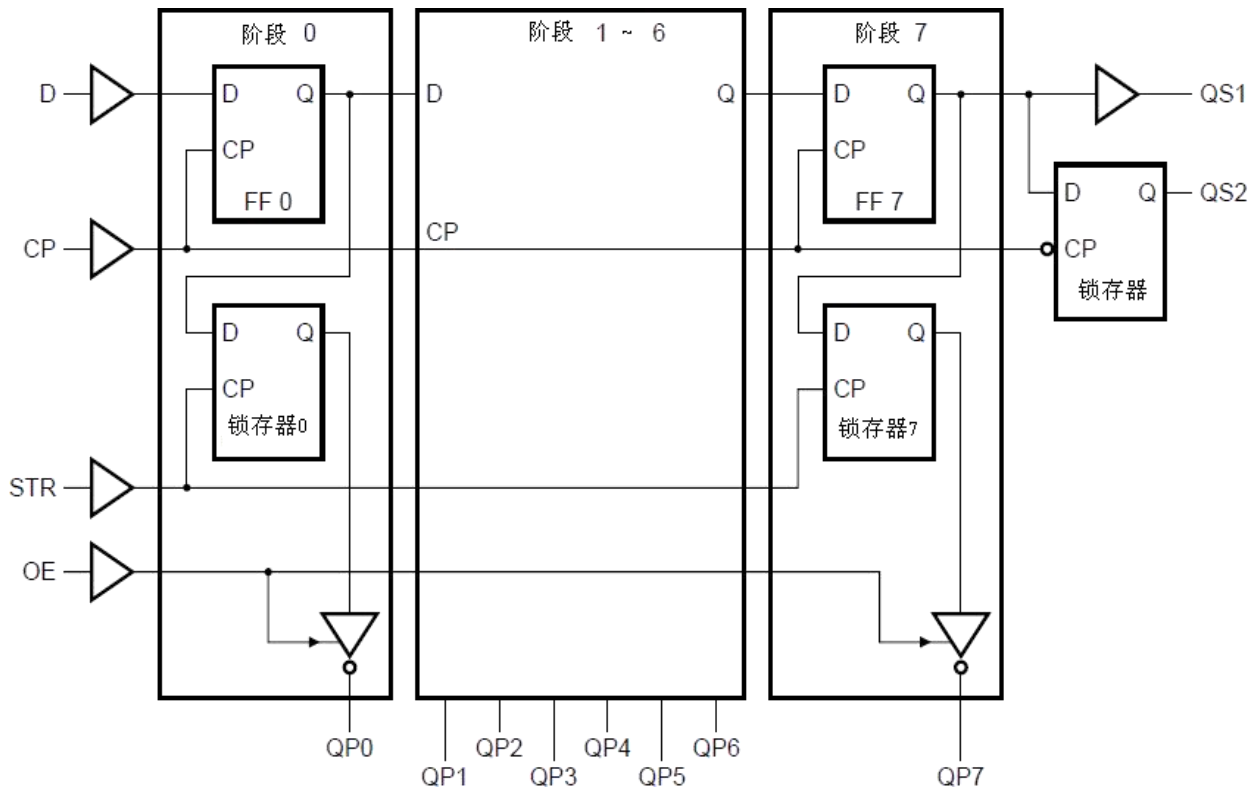 阶段 0
阶段 1 ~ 6
阶段 7
D
D Q
D Q
D Q
QS1
CP
CP
FF 0
FF 7
D Q
QS2
CP
CP
CP
锁存器
D Q
D Q
CP
CP
锁存器0
锁存器7
STR
OE
QP0
QP2
QP4
QP6
QP1
QP3
QP5
QP7